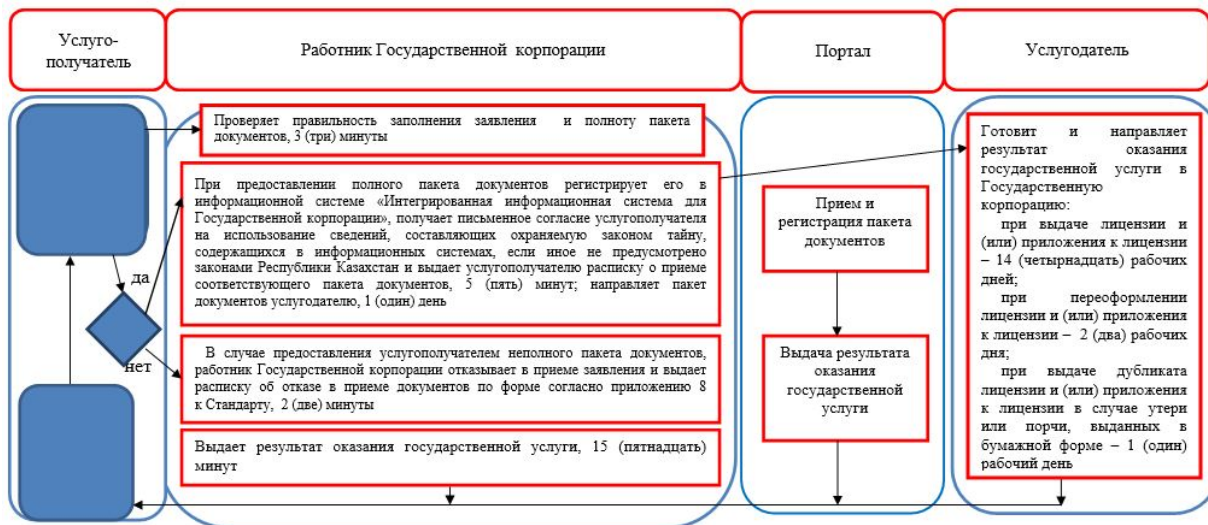 Услуго-
получатель
Работник Государственной корпорации
Портал
Услугодатель
Проверяет правильность заполнения заявления и полноту пакета
документов, 3 (три) минуты
При предоставлении полного пакета документов регистрирует его в
информационной системе «Интегрированная информационная система
для Государственной корпорации», получает письменное согласие услугополучателя
на использование сведений, составляющих охраняемую законом тайну,
содержащихся в информационных системах, если иное не предусмотрено
законами Республики Казахстан и выдает услугополучателю расписку о приеме
соответствующего пакета документов, 5 (пять) минут; направляет пакет
документов услугодателю, 1 (один) день
да
нет
В случае предоставления услугополучателем неполного пакета документов,
работник Государственной корпорации отказывает в приеме заявления и выдает
расписку об отказе в приеме документов по форме согласно приложению 8
к Стандарту, 2 (две) минуты
Выдает результат оказания государственной услуги, 15 (пятнадцать)
минут
Прием и
регистрация пакета
документов
Выдача результата
оказания
государственной
услуги
Готовит и направляет
результат оказания
государственной услуги в
Государственную
корпорацию:
при выдаче лицензии и
(или) приложения к лицензии
– 14 (четырнадцать) рабочих
дней;
при переоформлении
лицензии и (или) приложения
к лицензии – 2 (два) рабочих
дня;
при выдаче дубликата
лицензии и (или) приложения
к лицензии в случае утери
или порчи, выданных в
бумажной форме – 1 (один)
рабочий день